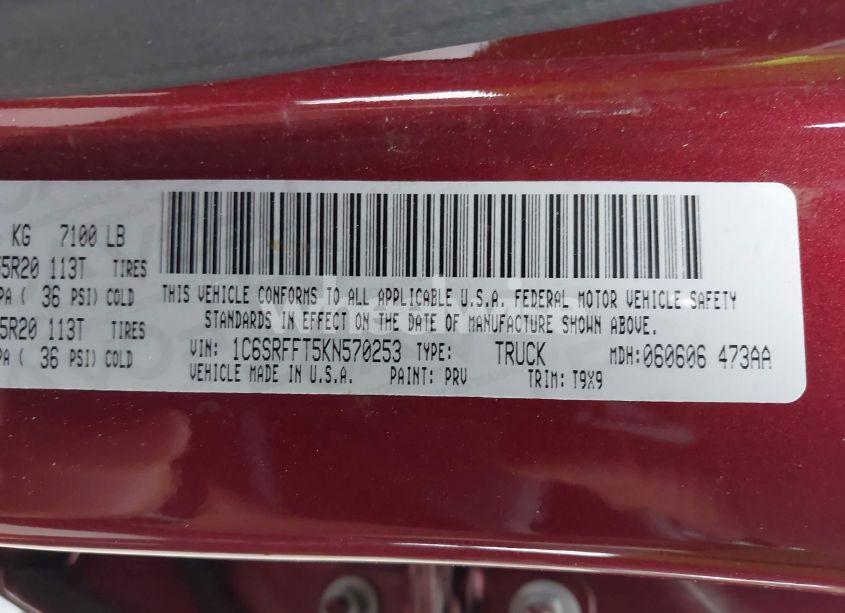 KG 7100 LB
5R20 113T TIRES
PA ( 36 PSI) COLD
5R20 113T TIRES
PA ( 36 PSI) COLD
THIS VEHICLE CONFORMS TO ALL APPLICABLE U.S.A. FEDERAL MOTOR VEHICLE SAFETY
STANDARDS IN EFFECT ON THE DATE OF MANUFACTURE SHOWN ABOVE.
VIN: 1C6SRFFT5KN570253 TYPE: TRUCK MDH: 060606 473AA
VEHICLE MADE IN U.S.A. PAINT: PRV TRIM: T9X9